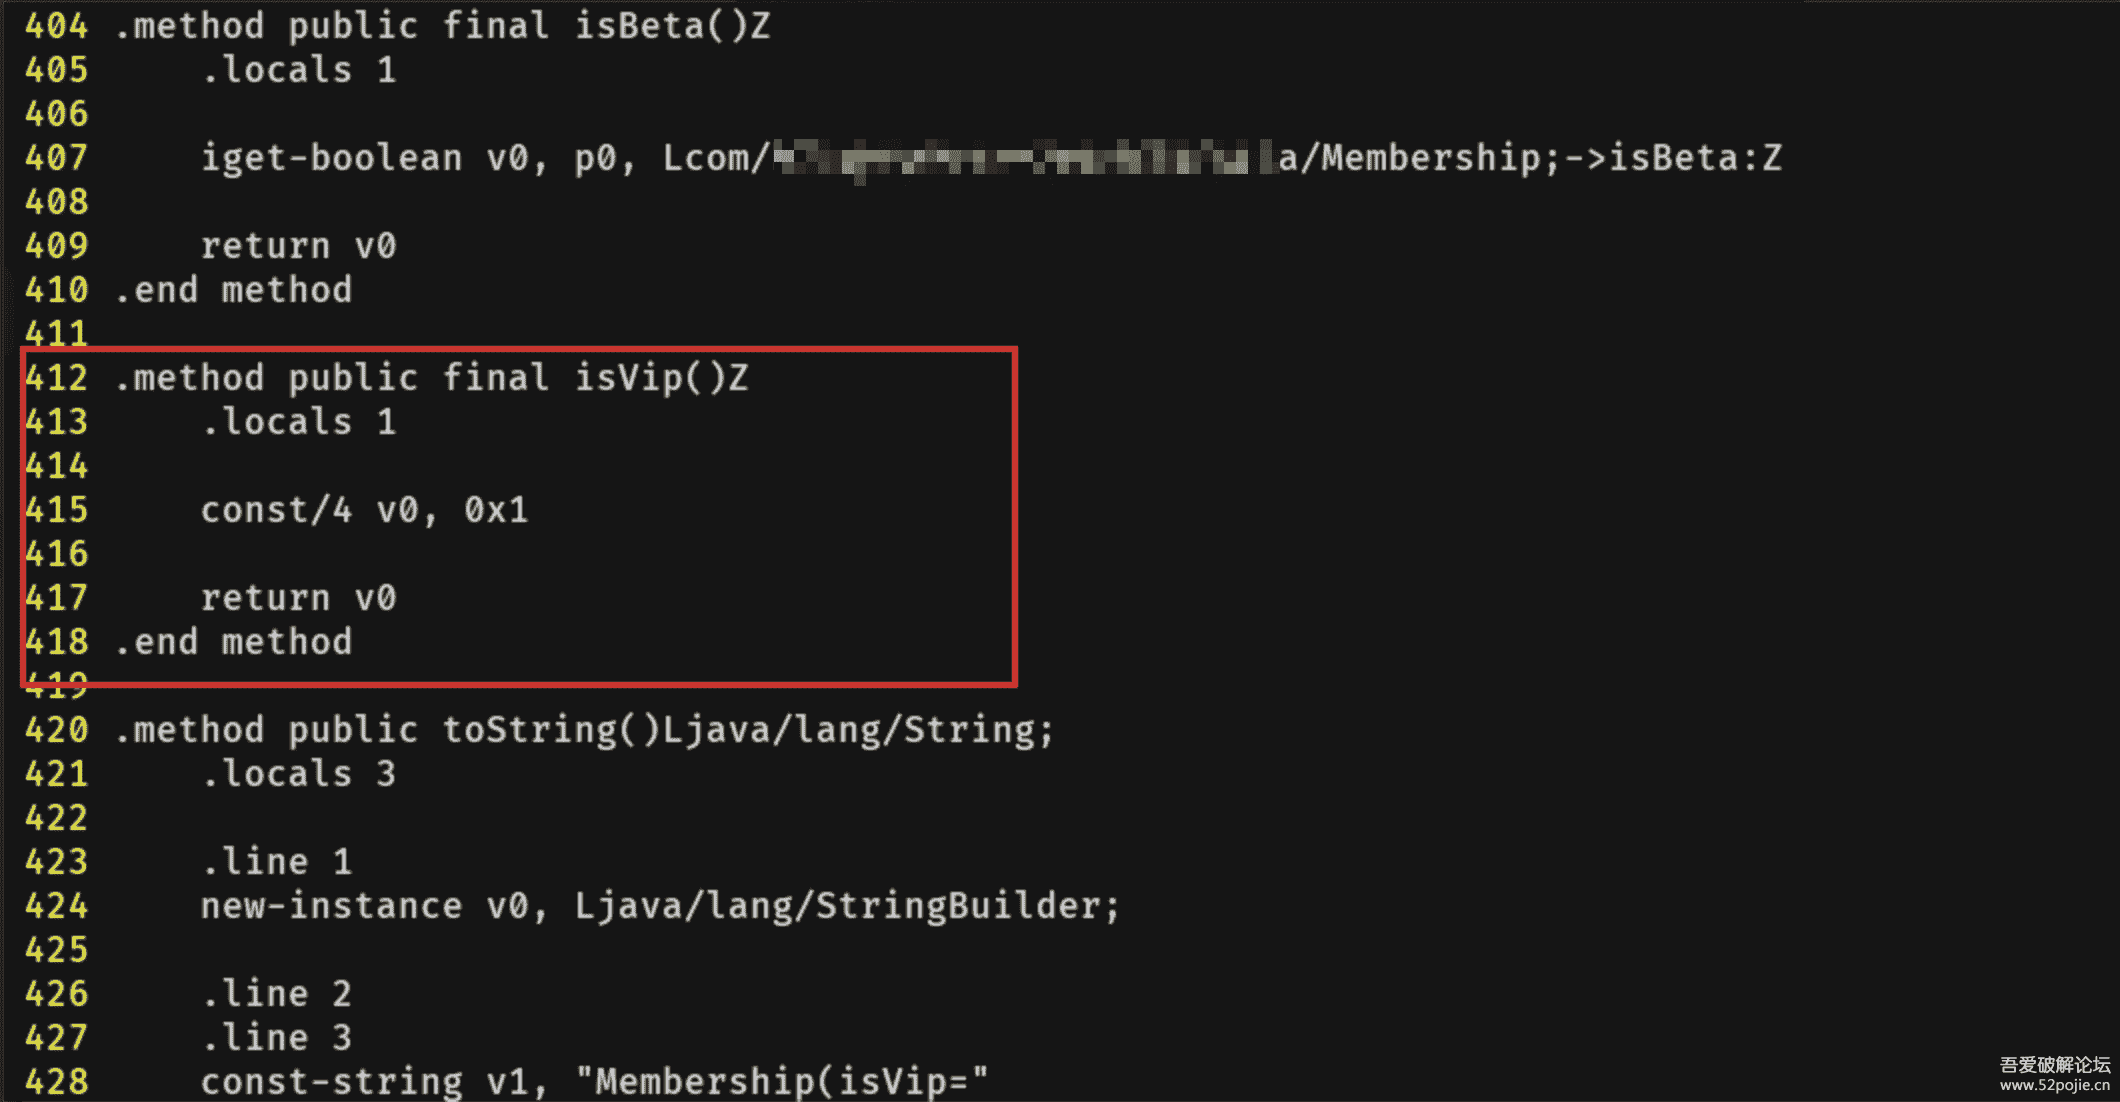 404 .method public final isBeta()Z
405     .locals 1
406
407     iget-boolean v0, p0, Lcom/a/Membership;->isBeta:Z
408
409     return v0
410 .end method
411
412 .method public final isVip()Z
413     .locals 1
414
415     const/4 v0, 0x1
416
417     return v0
418 .end method
419
420 .method public toString()Ljava/lang/String;
421     .locals 3
422
423     .line 1
424     new-instance v0, Ljava/lang/StringBuilder;
425
426     .line 2
427     .line 3
428     const-string v1, "Membership(isVip="
吾爱破解论坛
www.52pojie.cn